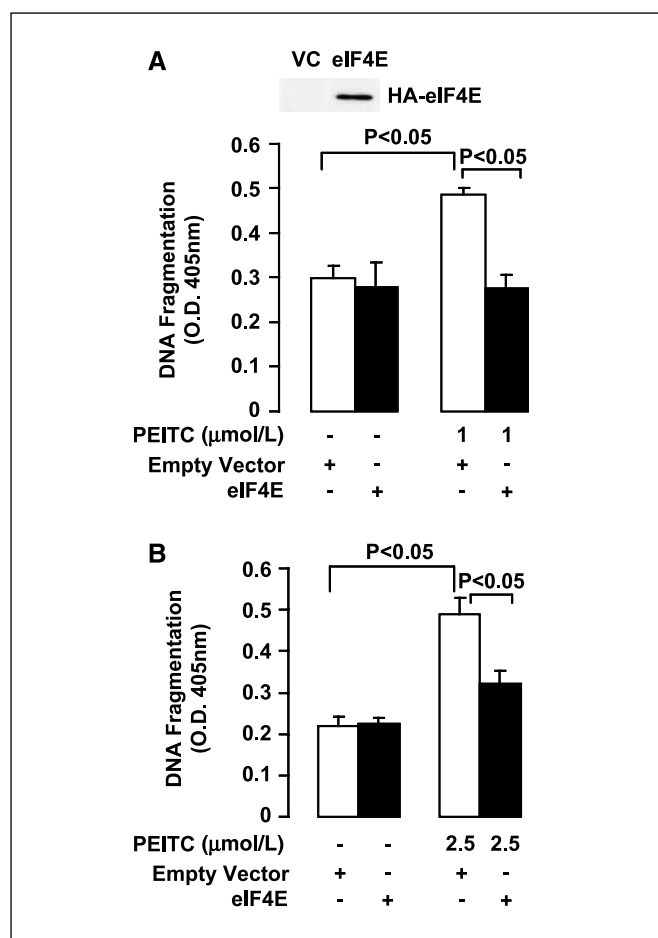 A
VC eIF4E
HA-eIF4E
P<0.05
P<0.05
0.6
0.5
0.4
0.3
0.2
0.1
0
DNA Fragmentation
(O.D. 405nm)
PEITC (μmol/L) - - 1 1
Empty Vector + - + -
eIF4E - + - +
B
P<0.05
P<0.05
0.6
0.5
0.4
0.3
0.2
0.1
0
DNA Fragmentation
(O.D. 405nm)
PEITC (μmol/L) - - 2.5 2.5
Empty Vector + - + -
eIF4E - + - +